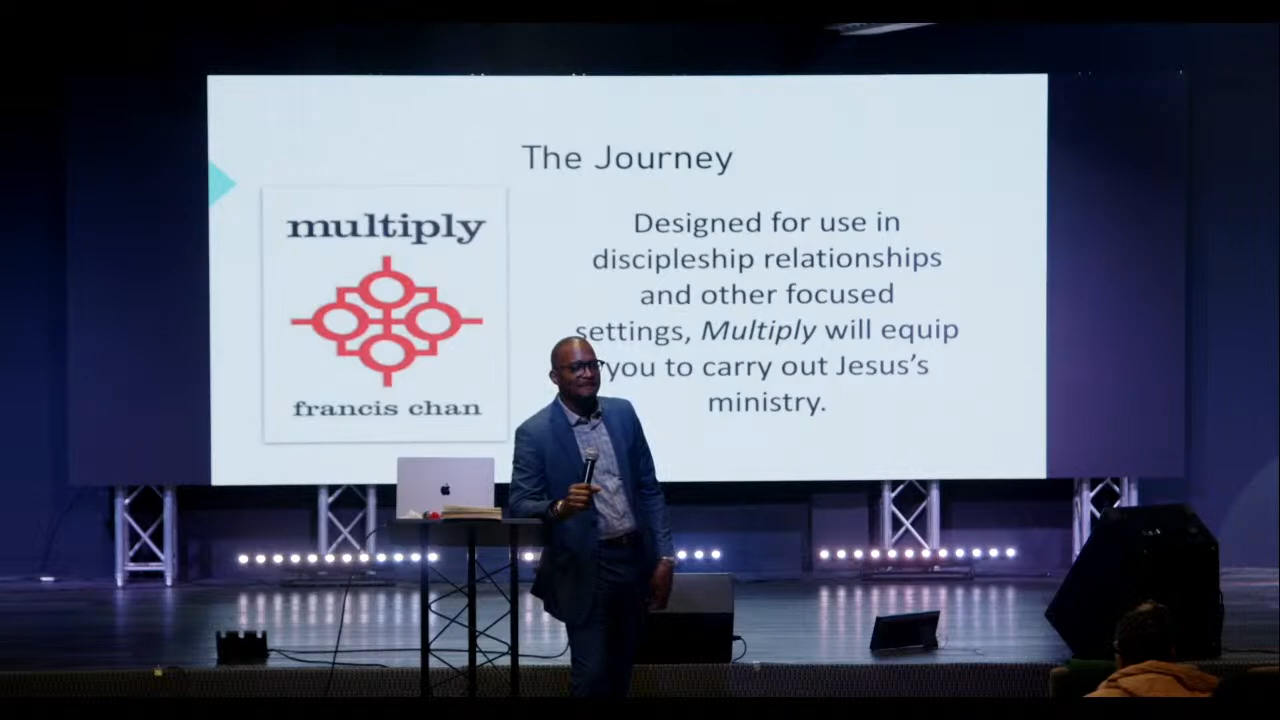 The Journey
multiply
francis chan
Designed for use in
discipleship relationships
and other focused
settings, Multiply will equip
you to carry out Jesus’s
ministry.